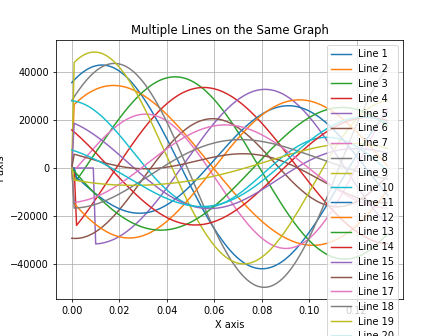 Multiple Lines on the Same Graph
40000
20000
0
−20000
−40000
0.00
0.02
0.04
0.06
0.08
0.10
X axis
Line 1
Line 2
Line 3
Line 4
Line 5
Line 6
Line 7
Line 8
Line 9
Line 10
Line 11
Line 12
Line 13
Line 14
Line 15
Line 16
Line 17
Line 18
Line 19
Line 20